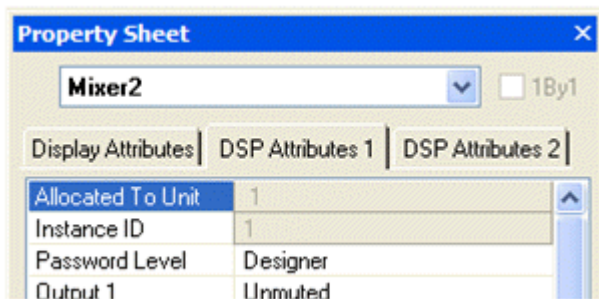 Property Sheet
Mixer2 1By1
Display Attributes DSP Attributes 1 DSP Attributes 2
Allocated To Unit 1
Instance ID 1
Password Level Designer
Output 1 Unmuted